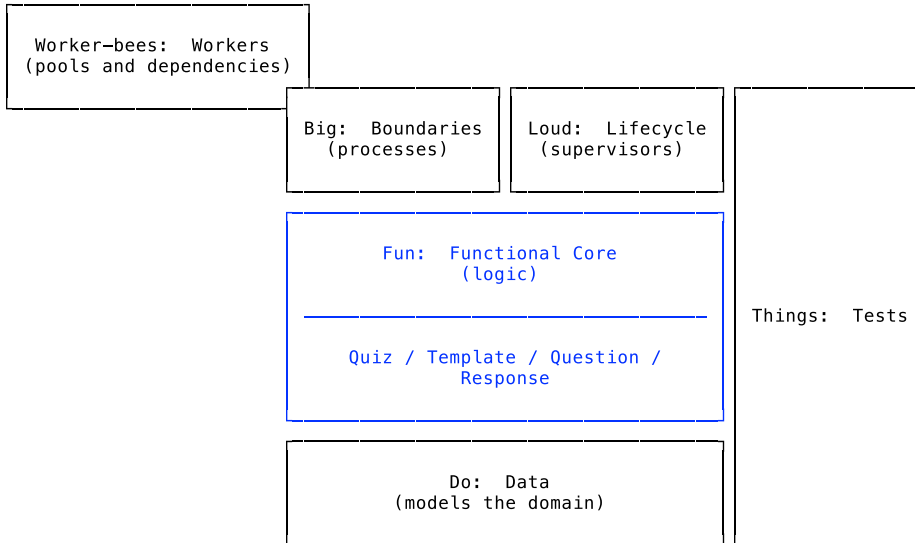 Worker-bees:  Workers
(pools and dependencies)
Big:  Boundaries
(processes)
Loud:  Lifecycle
(supervisors)
Fun:  Functional Core
(logic)
Quiz / Template / Question /
Response
Things:  Tests
Do:  Data
(models the domain)